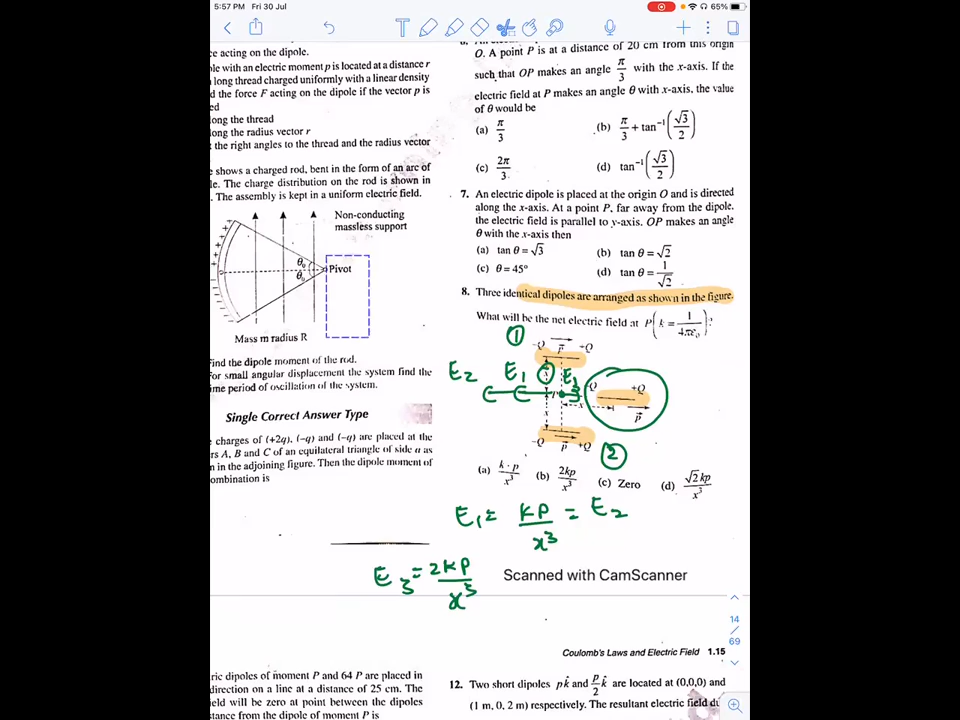 5:57 PM Fri 30 Jul
65%
ce acting on the dipole.
le with an electric moment p is located at a distance r
long thread charged uniformly with a linear density
d the force F acting on the dipole if the vector p is
ed
ong the thread
long the radius vector r
the right angles to the thread and the radius vector
shows a charged rod, bent in the form of an arc of
le. The charge distribution on the rod is shown in
. The assembly is kept in a uniform electric field.
Non-conducting
massless support
θ₀
θ₀
Pivot
Mass m radius R
Find the dipole moment of the rod.
For small angular displacement the system find the
ime period of oscillation of the system.
Single Correct Answer Type
charges of (+2q), (−q) and (−q) are placed at the
rs A, B and C of an equilateral triangle of side a as
n in the adjoining figure. Then the dipole moment of
ombination is
O. A point P is at a distance of 20 cm from this origin
such that OP makes an angle π/3 with the x-axis. If the
electric field at P makes an angle θ with x-axis, the value
of θ would be
(a) π/3 (b) π/3 + tan⁻¹(√3/2)
(c) 2π/3 (d) tan⁻¹(√3/2)
7. An electric dipole is placed at the origin O and is directed
along the x-axis. At a point P, far away from the dipole,
the electric field is parallel to y-axis. OP makes an angle
θ with the x-axis then
(a) tan θ = √3 (b) tan θ = √2
(c) θ = 45° (d) tan θ = 1/√2
8. Three identical dipoles are arranged as shown in the figure.
What will be the net electric field at P (k = 1/4πε₀)?
1
−Q p +Q
E₂ E₁ E₃
x
P
−Q +Q
x
p
x
−Q p +Q
2
(a) k·p/x³ (b) 2kp/x³ (c) Zero (d) √2kp/x³
E₁ = KP/x³ = E₂
E₃ = 2KP/x³
Scanned with CamScanner
14
/
69
Coulomb's Laws and Electric Field 1.15
ric dipoles of moment P and 64 P are placed in
direction on a line at a distance of 25 cm. The
ield will be zero at point between the dipoles
stance from the dipole of moment P is
12. Two short dipoles pk̂ and p/2 k̂ are located at (0,0,0) and
(1 m, 0, 2 m) respectively. The resultant electric field du